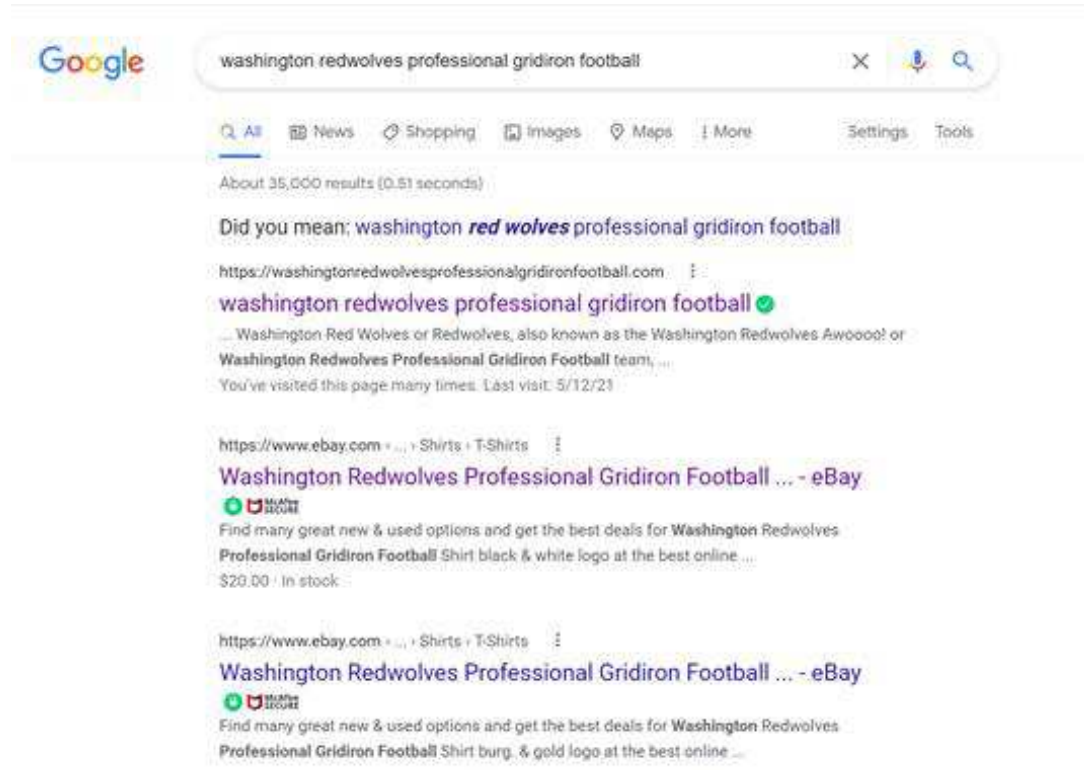 Google
washington redwolves professional gridiron football
All News Shopping Images Maps More Settings Tools
About 35,000 results (0.51 seconds)
Did you mean: washington red wolves professional gridiron football
https://washingtonredwolvesprofessionalgridironfootball.com
washington redwolves professional gridiron football
... Washington Red Wolves or Redwolves, also known as the Washington Redwolves Awoooo! or
Washington Redwolves Professional Gridiron Football team, ...
You've visited this page many times. Last visit: 5/12/21
https://www.ebay.com › ... › Shirts › T-Shirts
Washington Redwolves Professional Gridiron Football ... - eBay
McAfee SECURE
Find many great new & used options and get the best deals for Washington Redwolves
Professional Gridiron Football Shirt black & white logo at the best online ...
$20.00 · In stock
https://www.ebay.com › ... › Shirts › T-Shirts
Washington Redwolves Professional Gridiron Football ... - eBay
McAfee SECURE
Find many great new & used options and get the best deals for Washington Redwolves
Professional Gridiron Football Shirt burg. & gold logo at the best online ...